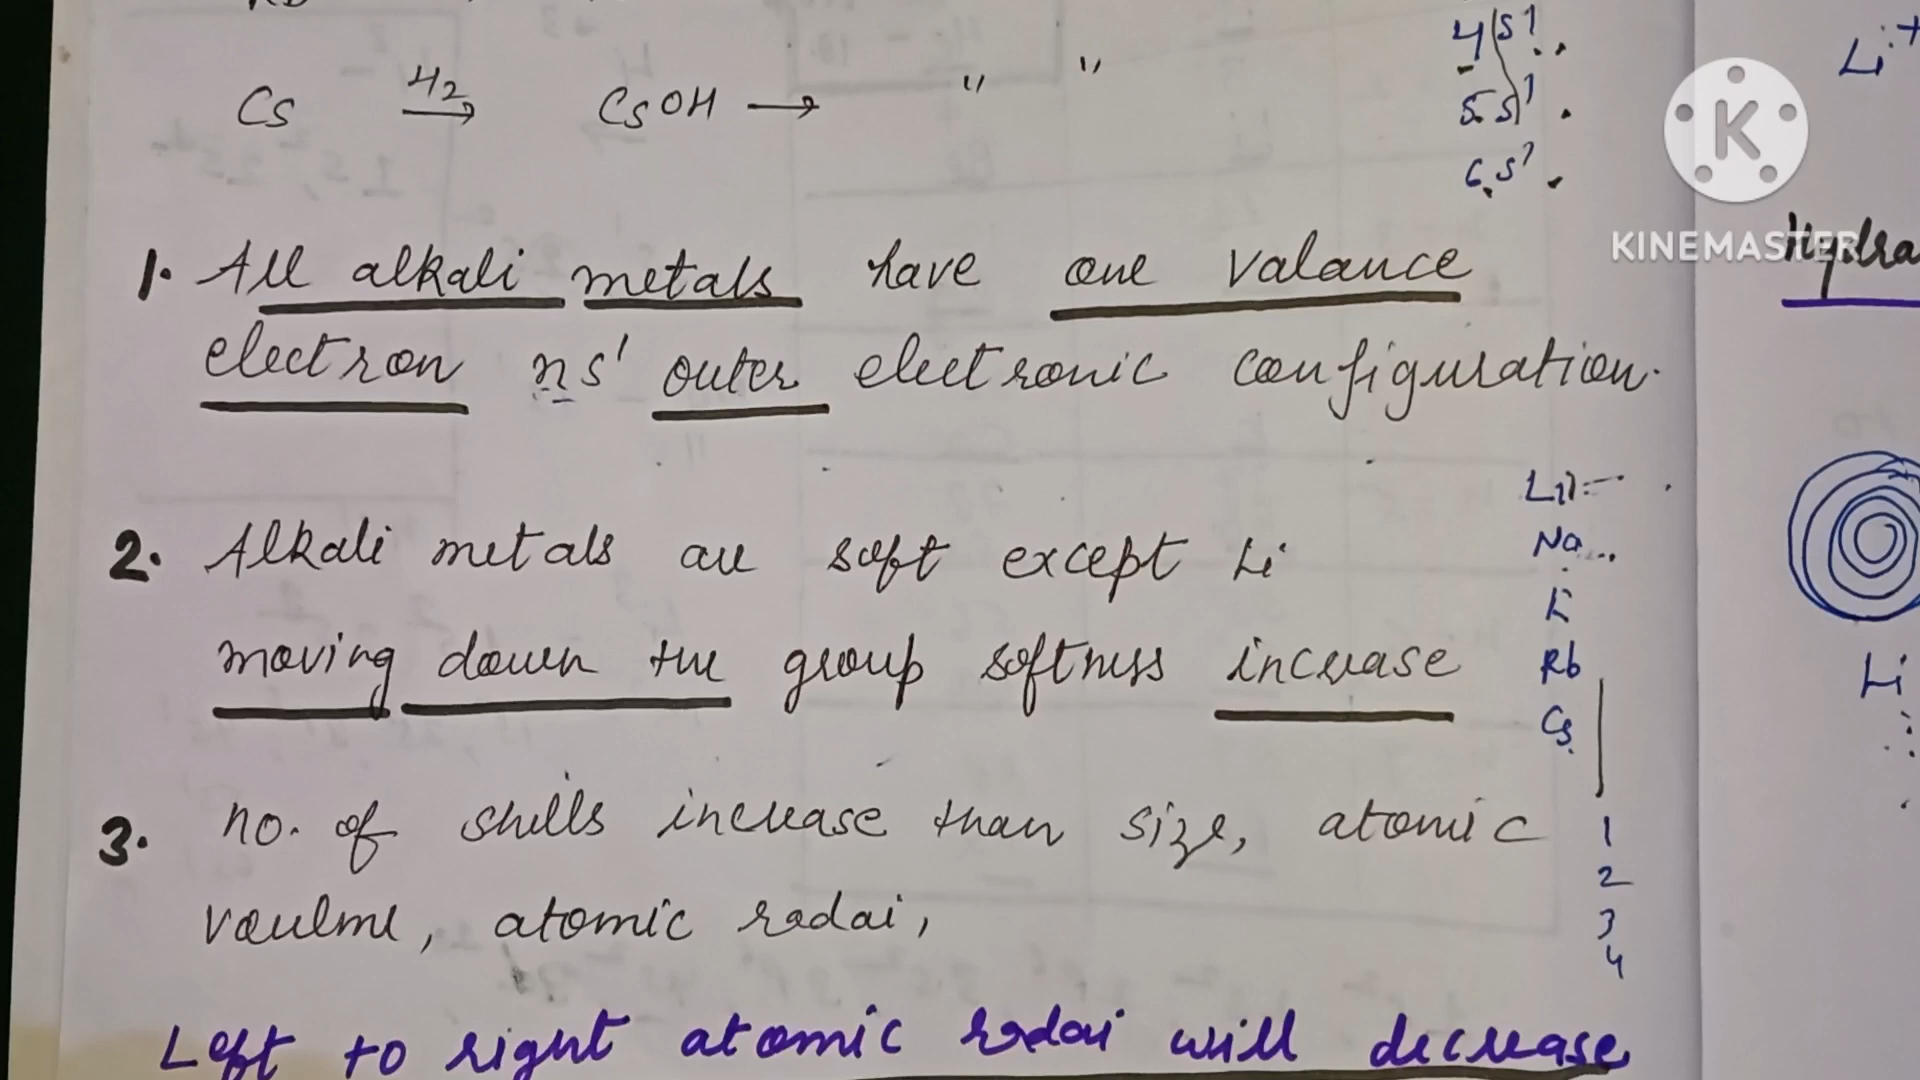 Cs H2→ CsOH → " "
4s1
5s1
6s1
Li+
K
KINEMASTER
1. All alkali metals have one valance
electron ns1 outer electronic configuration.
2. Alkali metals are soft except Li
moving down the group softness increase
Li
Na
K
Rb
Cs
Li
3. no. of shells increase than size, atomic
voulme, atomic radai,
1
2
3
4
Left to right atomic radai will decrease